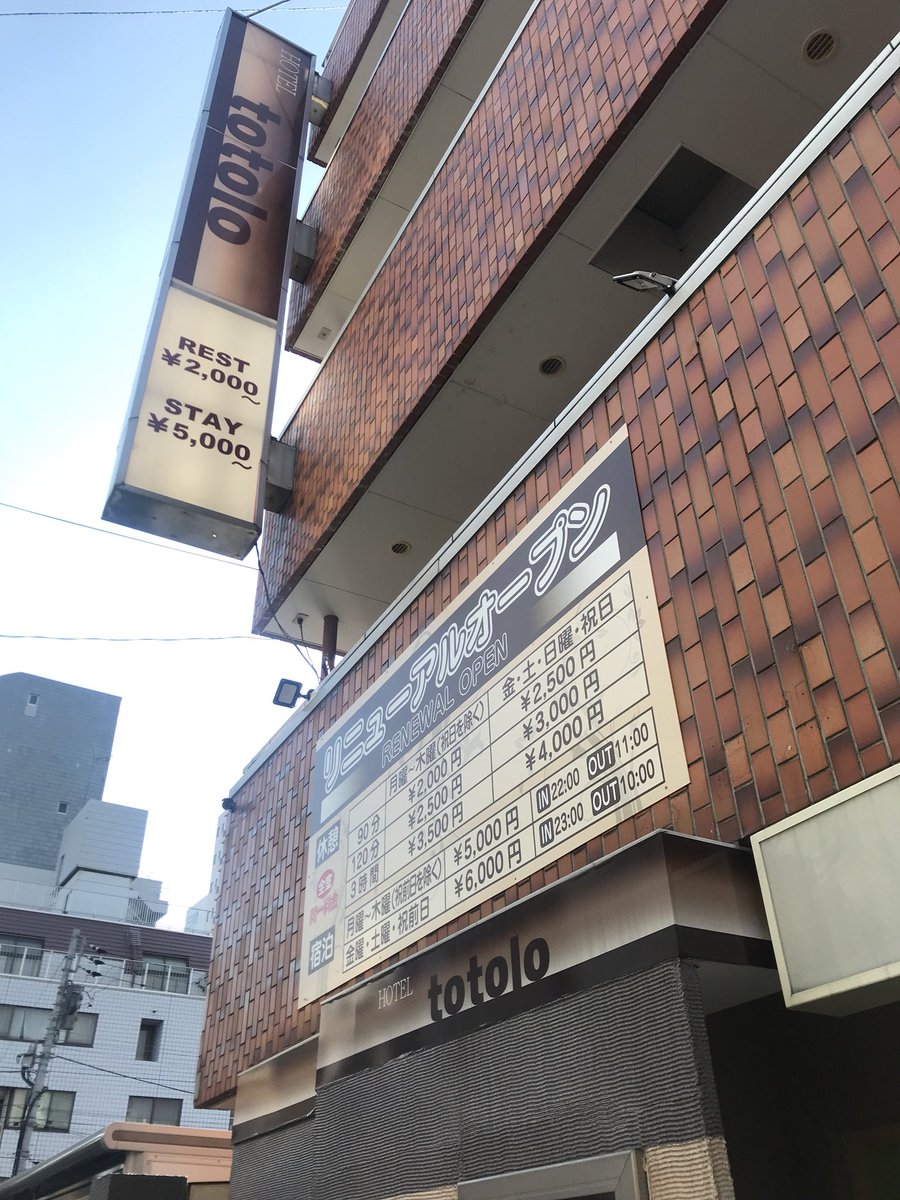 HOTEL
totolo
REST
¥2,000~
STAY
¥5,000~
リニューアルオープン
RENEWAL OPEN
月曜～木曜(祝日を除く) 金・土・日曜・祝日
休憩 90分 ¥2,000円 ¥2,500円
120分 ¥2,500円 ¥3,000円
3時間 ¥3,500円 ¥4,000円
全室
同一料金
宿泊 月曜～木曜(祝前日を除く) ¥5,000円 IN 22:00 OUT 11:00
金曜・土曜・祝前日 ¥6,000円 IN 23:00 OUT 10:00
HOTEL totolo